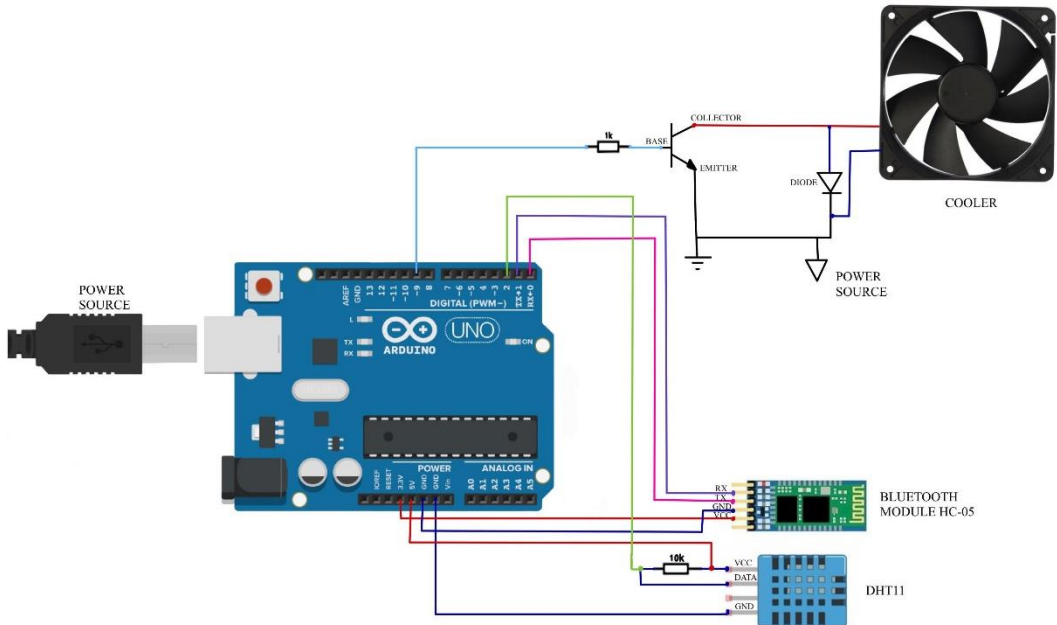 COLLECTOR
1k
BASE
EMITTER
DIODE
COOLER
POWER
SOURCE
POWER
SOURCE
AREF
GND
13
12
~11
~10
~9
8
7
~6
~5
4
~3
2
TX→1
RX←0
DIGITAL (PWM~)
L
TX
RX
ARDUINO
UNO
ON
POWER
ANALOG IN
IOREF
RESET
3.3V
5V
GND
GND
Vin
A0
A1
A2
A3
A4
A5
RX
TX
GND
VCC
BLUETOOTH
MODULE HC-05
10k
VCC
DATA
GND
DHT11